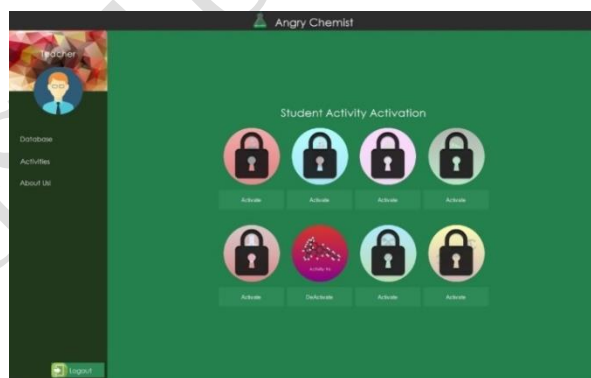 Angry Chemist
Teacher
Student Activity Activation
Database
Activities
About Us!
Activate Activate Activate Activate
Activate DeActivate Activate Activate
Logout